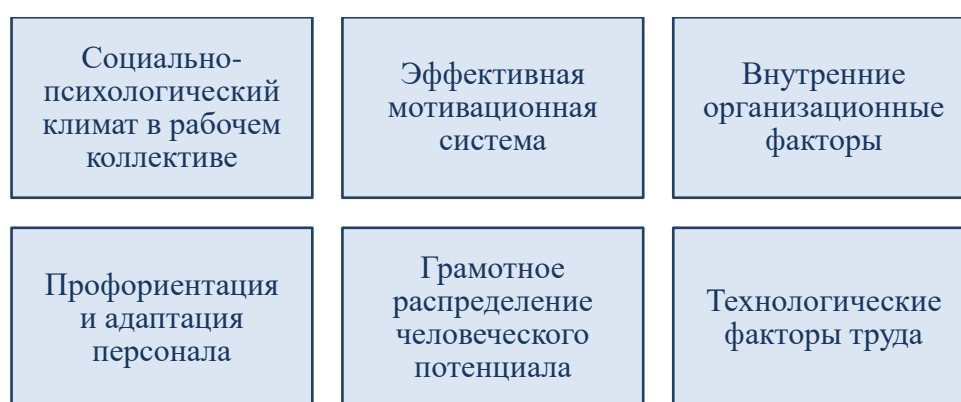 Социально-
психологический
климат в рабочем
коллективе
Эффективная
мотивационная
система
Внутренние
организационные
факторы
Профориентация
и адаптация
персонала
Грамотное
распределение
человеческого
потенциала
Технологические
факторы труда